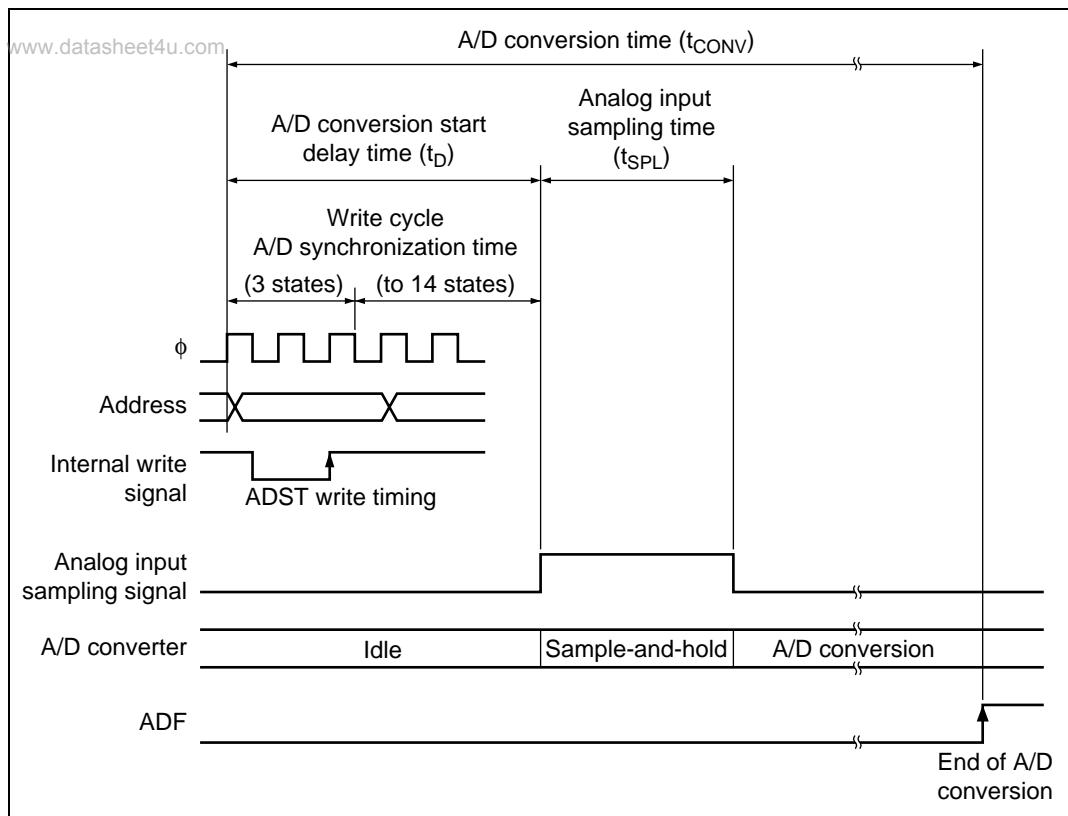 www.datasheet4u.com
A/D conversion time (tCONV)
Analog input
sampling time
(tSPL)
A/D conversion start
delay time (tD)
Write cycle
A/D synchronization time
(3 states) (to 14 states)
ϕ
Address
Internal write
signal
ADST write timing
Analog input
sampling signal
A/D converter
Idle
Sample-and-hold
A/D conversion
ADF
End of A/D
conversion